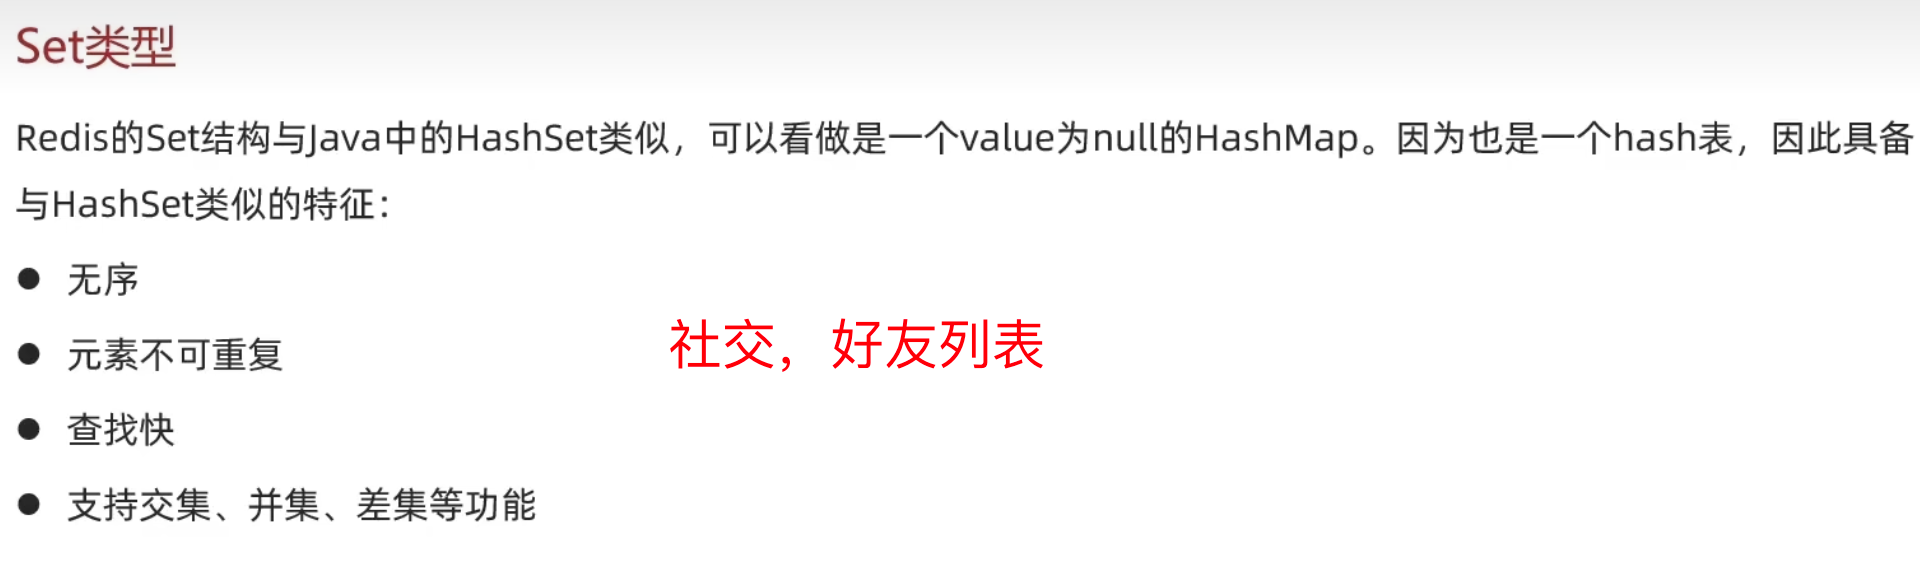 Set类型
Redis的Set结构与Java中的HashSet类似，可以看做是一个value为null的HashMap。因为也是一个hash表，因此具备
与HashSet类似的特征：
● 无序
● 元素不可重复
社交，好友列表
● 查找快
● 支持交集、并集、差集等功能